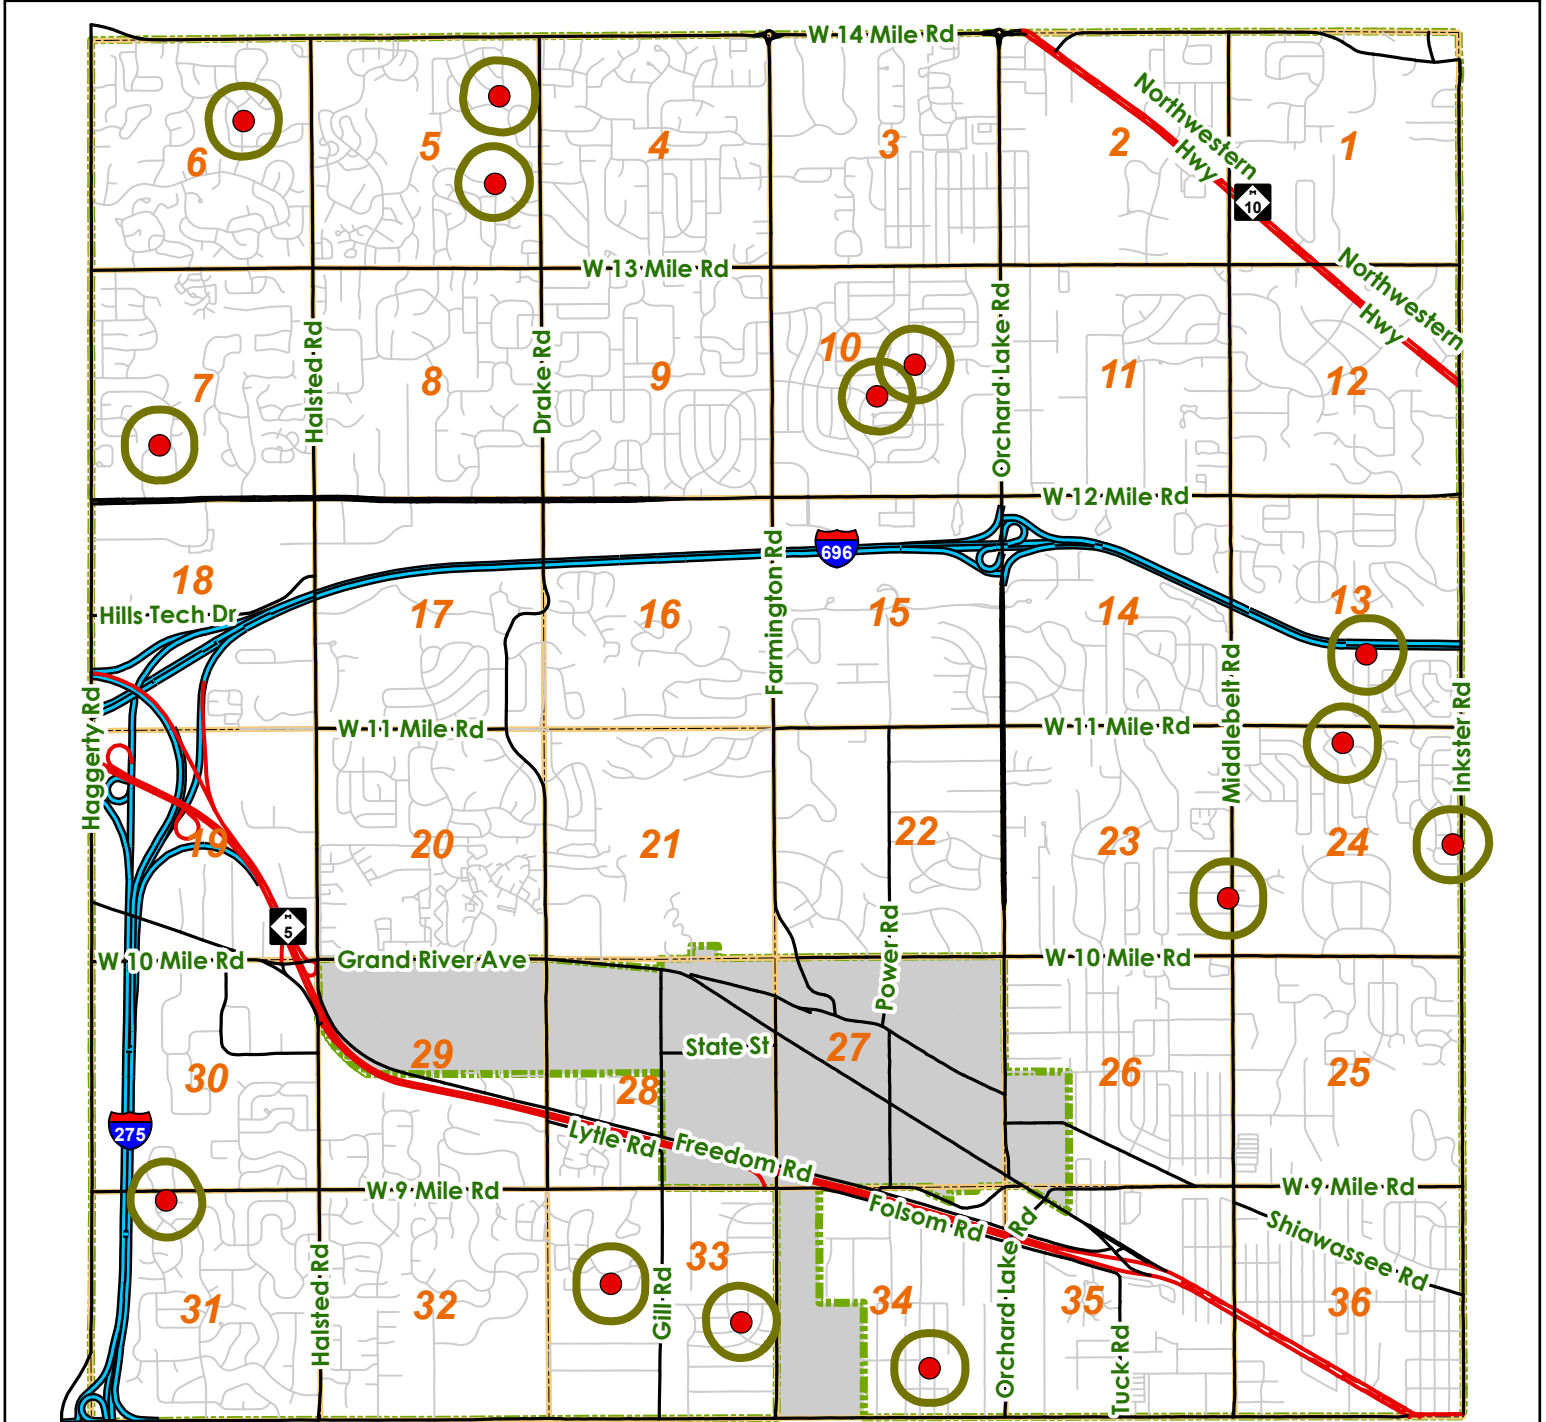 W 14 Mile Rd
Northwestern
Hwy
M
10
6
5
4
3
2
1
W 13 Mile Rd
Northwestern
Hwy
Halsted Rd
Drake Rd
Orchard Lake Rd
7
8
9
10
11
12
W 12 Mile Rd
696
Farmington Rd
18
17
16
15
14
13
Hills Tech Dr
Haggerty Rd
W 11 Mile Rd
W 11 Mile Rd
Middlebelt Rd
Inkster Rd
19
20
21
22
23
24
M
5
Power Rd
W 10 Mile Rd
Grand River Ave
W 10 Mile Rd
State St
30
29
28
27
26
25
275
Lytle Rd
Freedom Rd
W 9 Mile Rd
W 9 Mile Rd
Folsom Rd
Shiawassee Rd
Halsted Rd
Gill Rd
Orchard Lake Rd
Tuck Rd
31
32
33
34
35
36